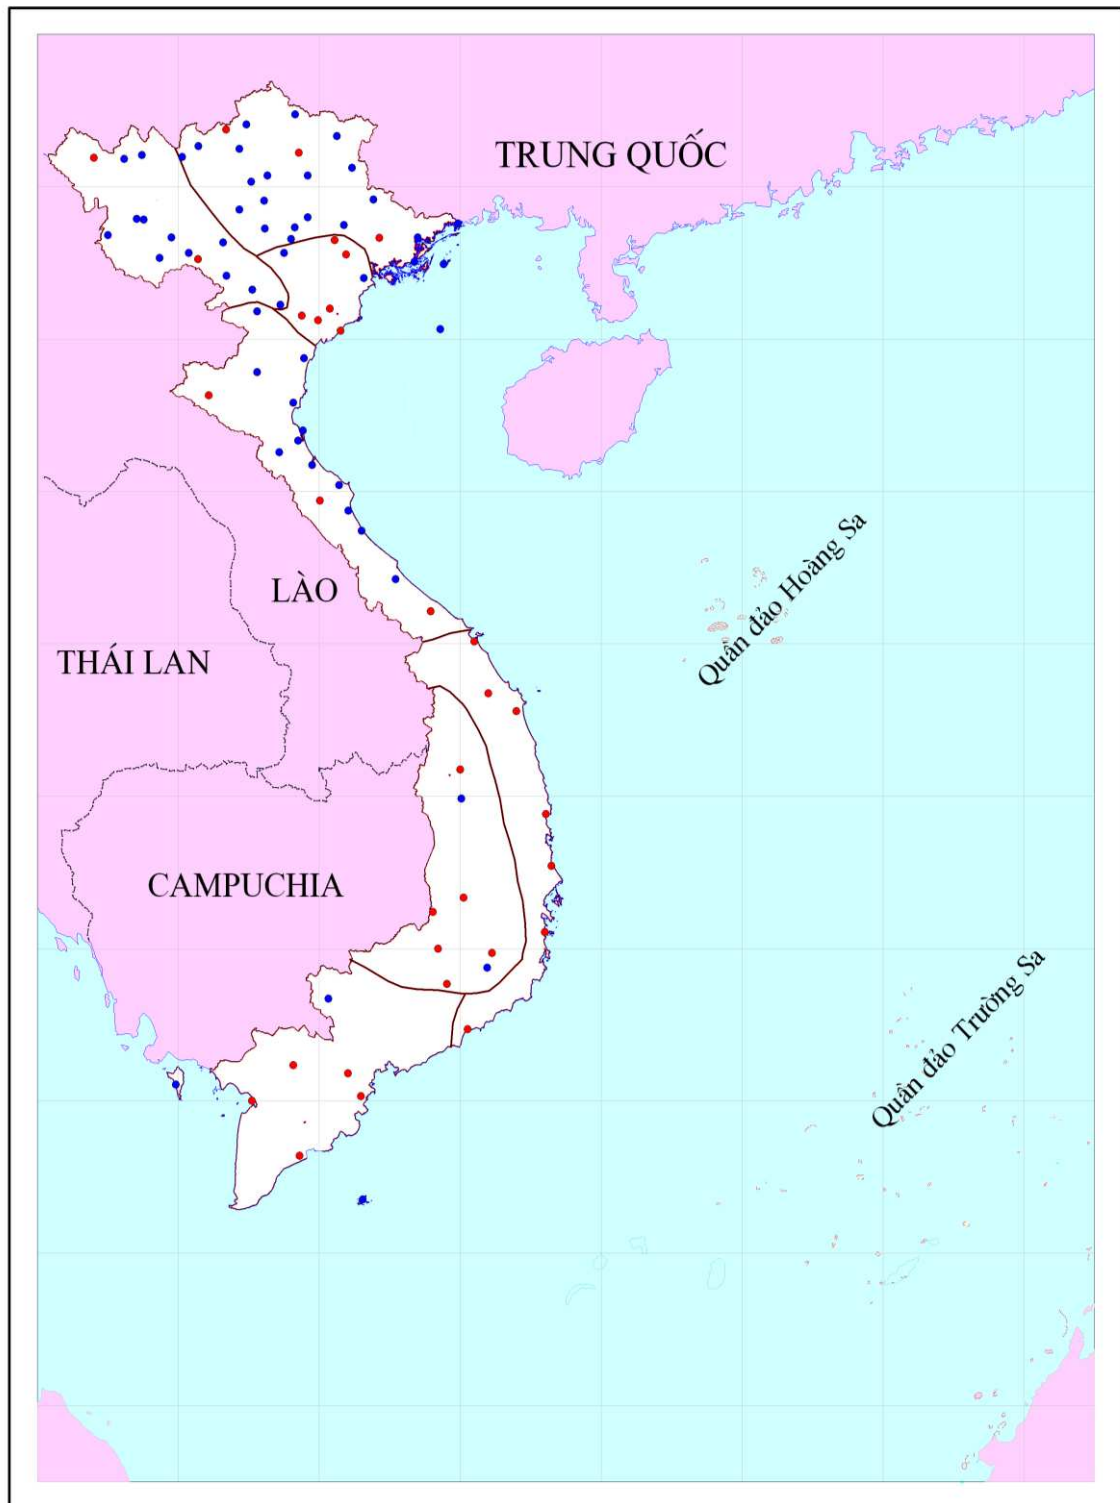 TRUNG QUỐC
Quần đảo Hoàng Sa
LÀO
THÁI LAN
CAMPUCHIA
Quần đảo Trường Sa